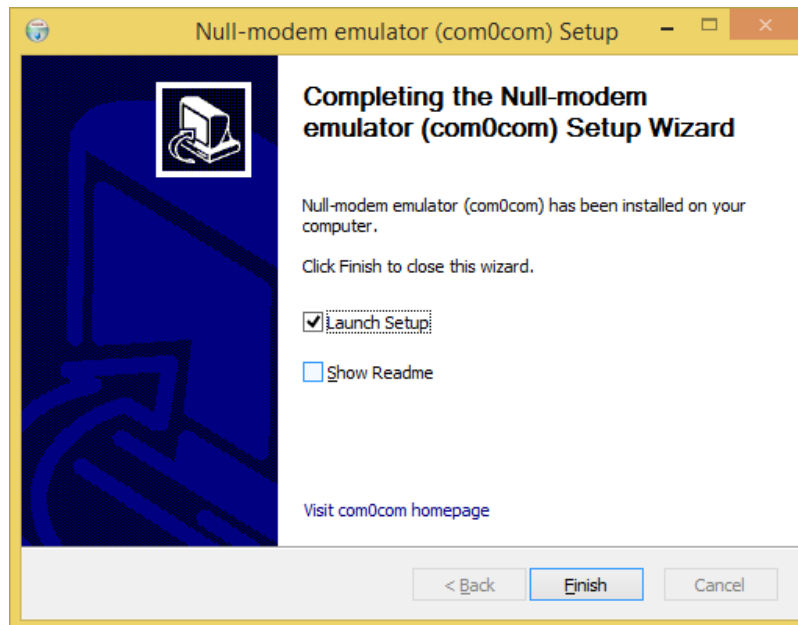 Null-modem emulator (com0com) Setup
Completing the Null-modem
emulator (com0com) Setup Wizard
Null-modem emulator (com0com) has been installed on your
computer.
Click Finish to close this wizard.
Launch Setup
Show Readme
Visit com0com homepage
< Back Finish Cancel